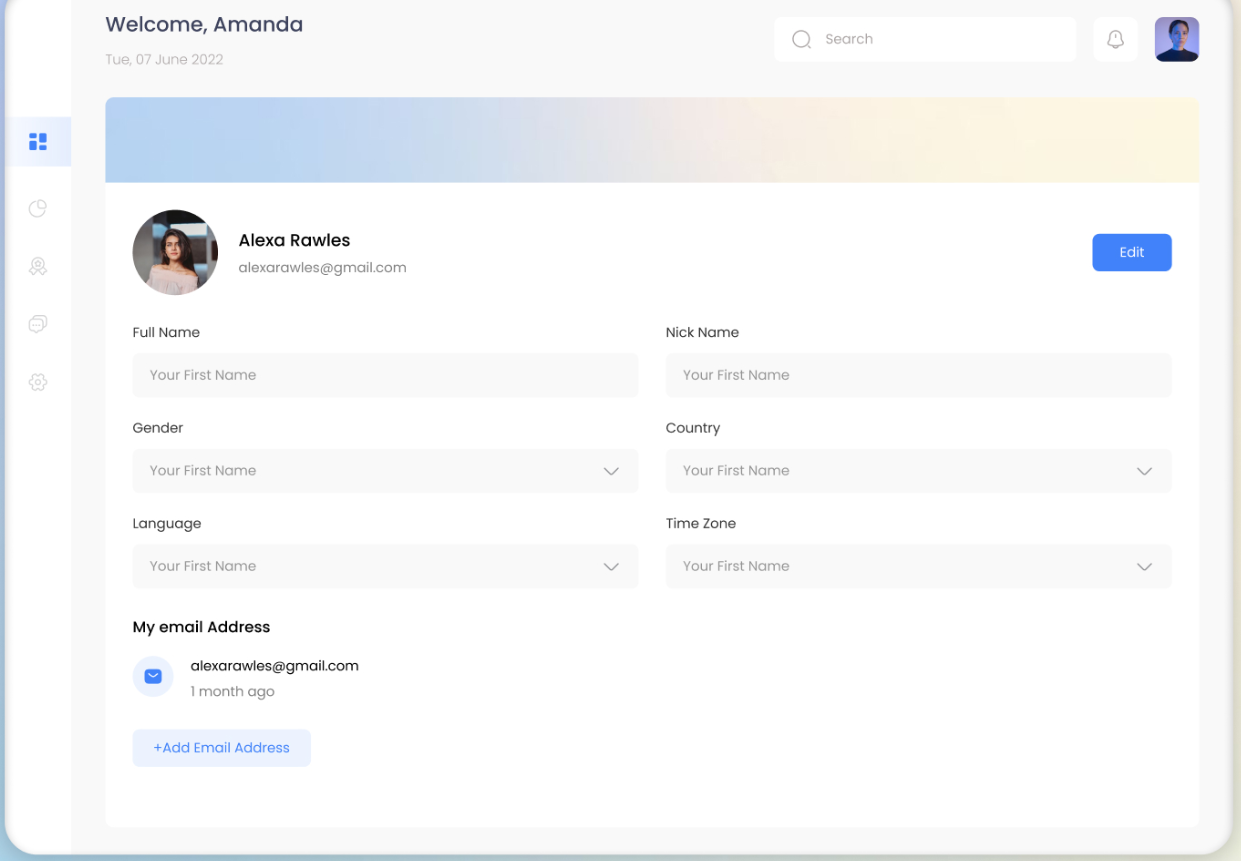 Welcome, Amanda
Tue, 07 June 2022
Search
Alexa Rawles
alexarawles@gmail.com
Edit
Full Name
Nick Name
Your First Name
Your First Name
Gender
Country
Your First Name
Your First Name
Language
Time Zone
Your First Name
Your First Name
My email Address
alexarawles@gmail.com
1 month ago
+Add Email Address